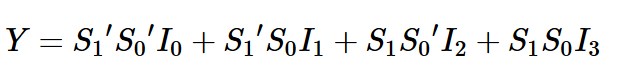 Y = S₁′S₀′I₀ + S₁′S₀I₁ + S₁S₀′I₂ + S₁S₀I₃